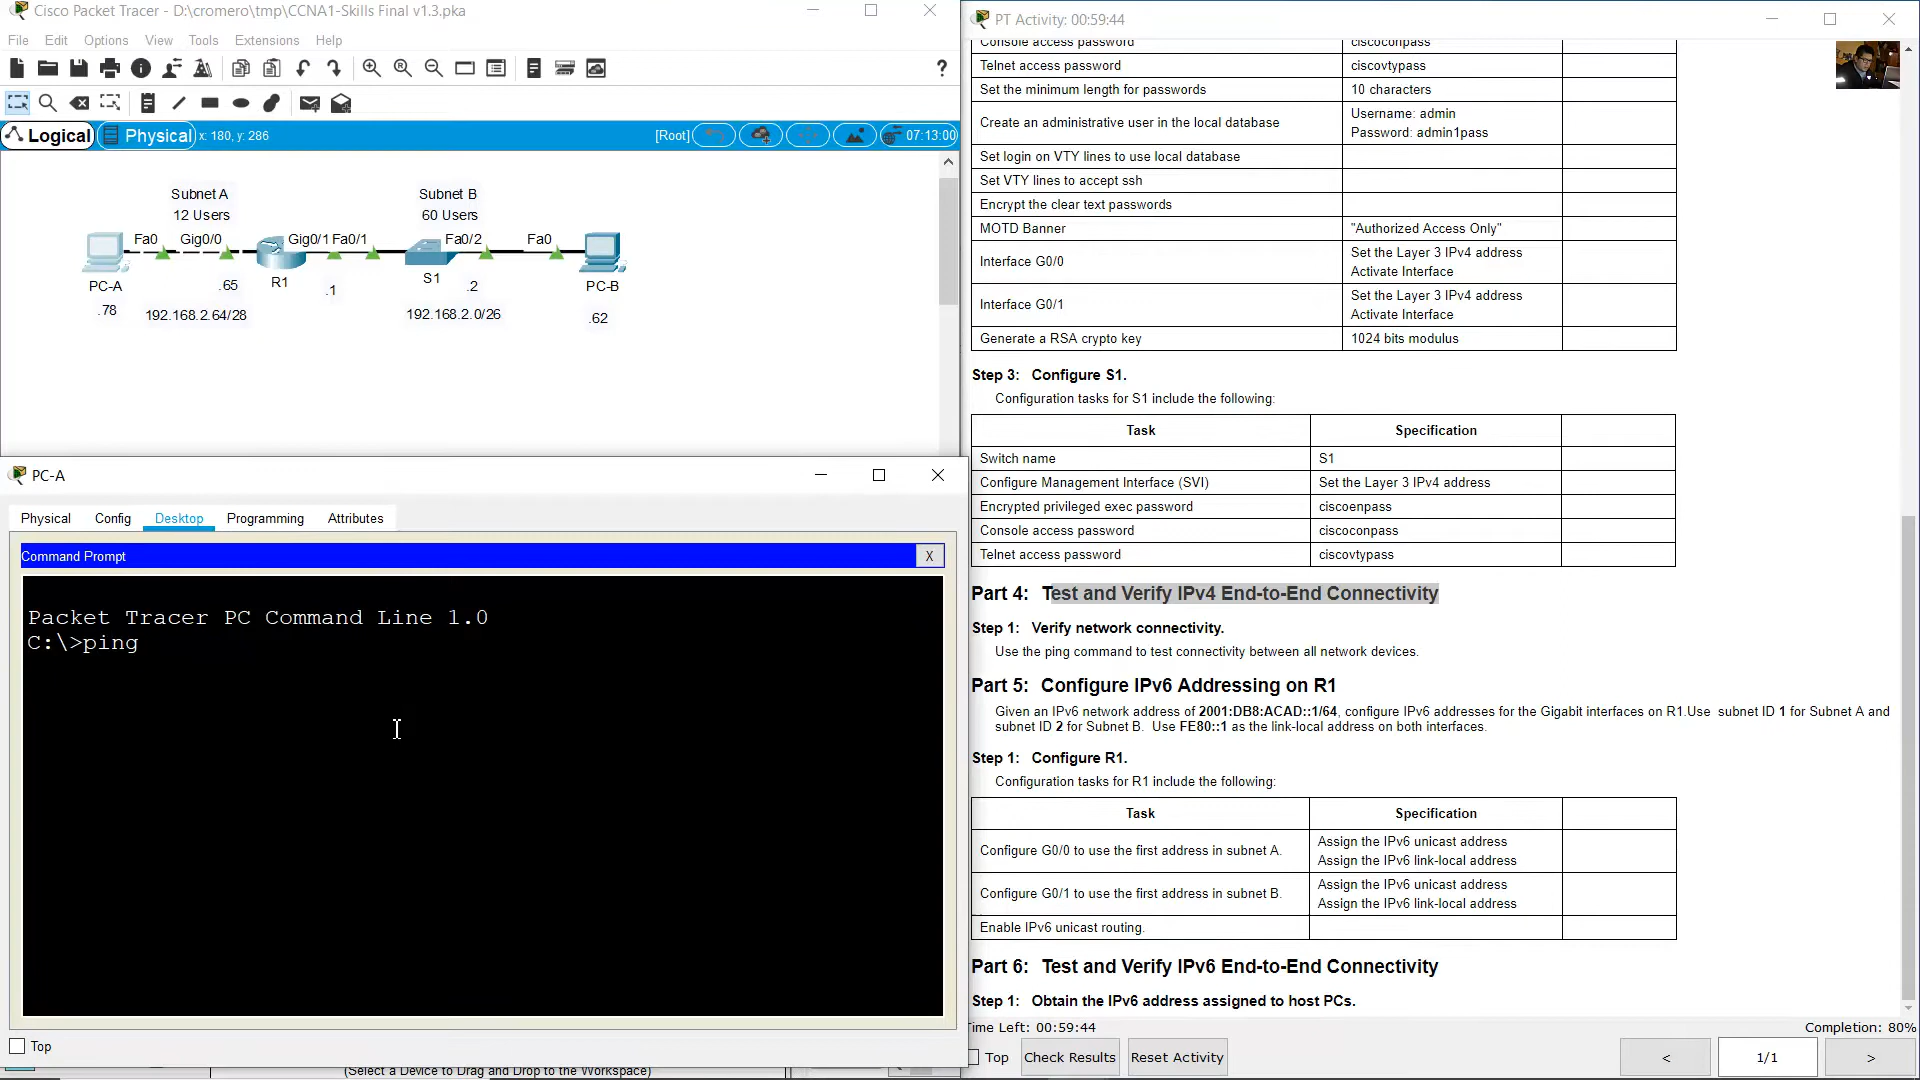 Cisco Packet Tracer - D:\cromero\tmp\CCNA1-Skills Final v1.3.pka
File Edit Options View Tools Extensions Help
?
Logical Physical x: 180, y: 286 [Root] 07:13:00
Subnet A
12 Users
Subnet B
60 Users
Fa0 Gig0/0 Gig0/1 Fa0/1 Fa0/2 Fa0
PC-A .65 R1 .1 S1 .2 PC-B
.78 192.168.2.64/28 192.168.2.0/26 .62
PC-A
Physical Config Desktop Programming Attributes
Command Prompt X
Packet Tracer PC Command Line 1.0
C:\>ping
Top
(Select a Device to Drag and Drop to the Workspace)
PT Activity: 00:59:44
Console access password ciscoconpass
Telnet access password ciscovtypass
Set the minimum length for passwords 10 characters
Create an administrative user in the local database Username: admin
Password: admin1pass
Set login on VTY lines to use local database
Set VTY lines to accept ssh
Encrypt the clear text passwords
MOTD Banner "Authorized Access Only"
Interface G0/0 Set the Layer 3 IPv4 address
Activate Interface
Interface G0/1 Set the Layer 3 IPv4 address
Activate Interface
Generate a RSA crypto key 1024 bits modulus
Step 3: Configure S1.
Configuration tasks for S1 include the following:
Task Specification
Switch name S1
Configure Management Interface (SVI) Set the Layer 3 IPv4 address
Encrypted privileged exec password ciscoenpass
Console access password ciscoconpass
Telnet access password ciscovtypass
Part 4: Test and Verify IPv4 End-to-End Connectivity
Step 1: Verify network connectivity.
Use the ping command to test connectivity between all network devices.
Part 5: Configure IPv6 Addressing on R1
Given an IPv6 network address of 2001:DB8:ACAD::1/64, configure IPv6 addresses for the Gigabit interfaces on R1.Use subnet ID 1 for Subnet A and
subnet ID 2 for Subnet B. Use FE80::1 as the link-local address on both interfaces.
Step 1: Configure R1.
Configuration tasks for R1 include the following:
Task Specification
Configure G0/0 to use the first address in subnet A. Assign the IPv6 unicast address
Assign the IPv6 link-local address
Configure G0/1 to use the first address in subnet B. Assign the IPv6 unicast address
Assign the IPv6 link-local address
Enable IPv6 unicast routing.
Part 6: Test and Verify IPv6 End-to-End Connectivity
Step 1: Obtain the IPv6 address assigned to host PCs.
Time Left: 00:59:44 Completion: 80%
Top Check Results Reset Activity < 1/1 >